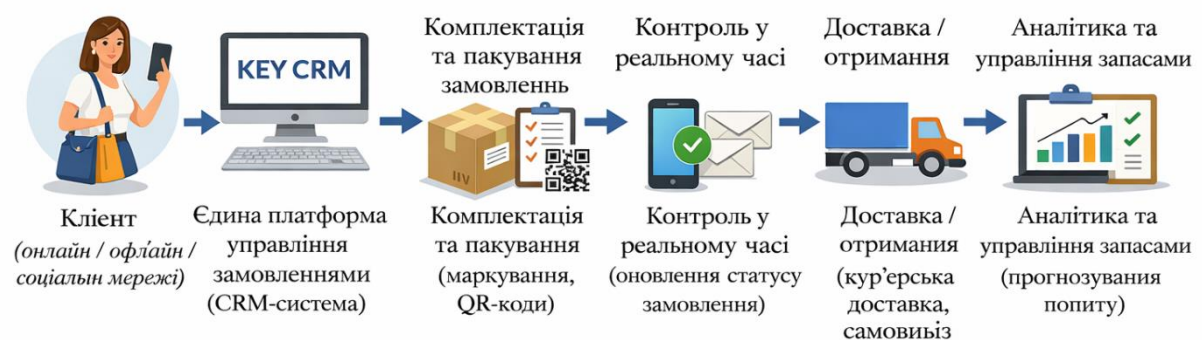 Комплектація
та пакування
замовленнь
Контроль у
реальному часі
Доставка /
отримання
Аналітика та
управління запасами
KEY CRM
Клієнт
(онлайн / офлайн /
соціальн мережі)
Єдина платформа
управління
замовленнями
(CRM-система)
Комплектація
та пакування
(маркування,
QR-коди)
Контроль у
реальному часі
(оновлення статусу
замовлення)
Доставка /
отримания
(кур'єрська
доставка,
самовиьіз
Аналітика та
управління запасами
(прогнозування
попиту)